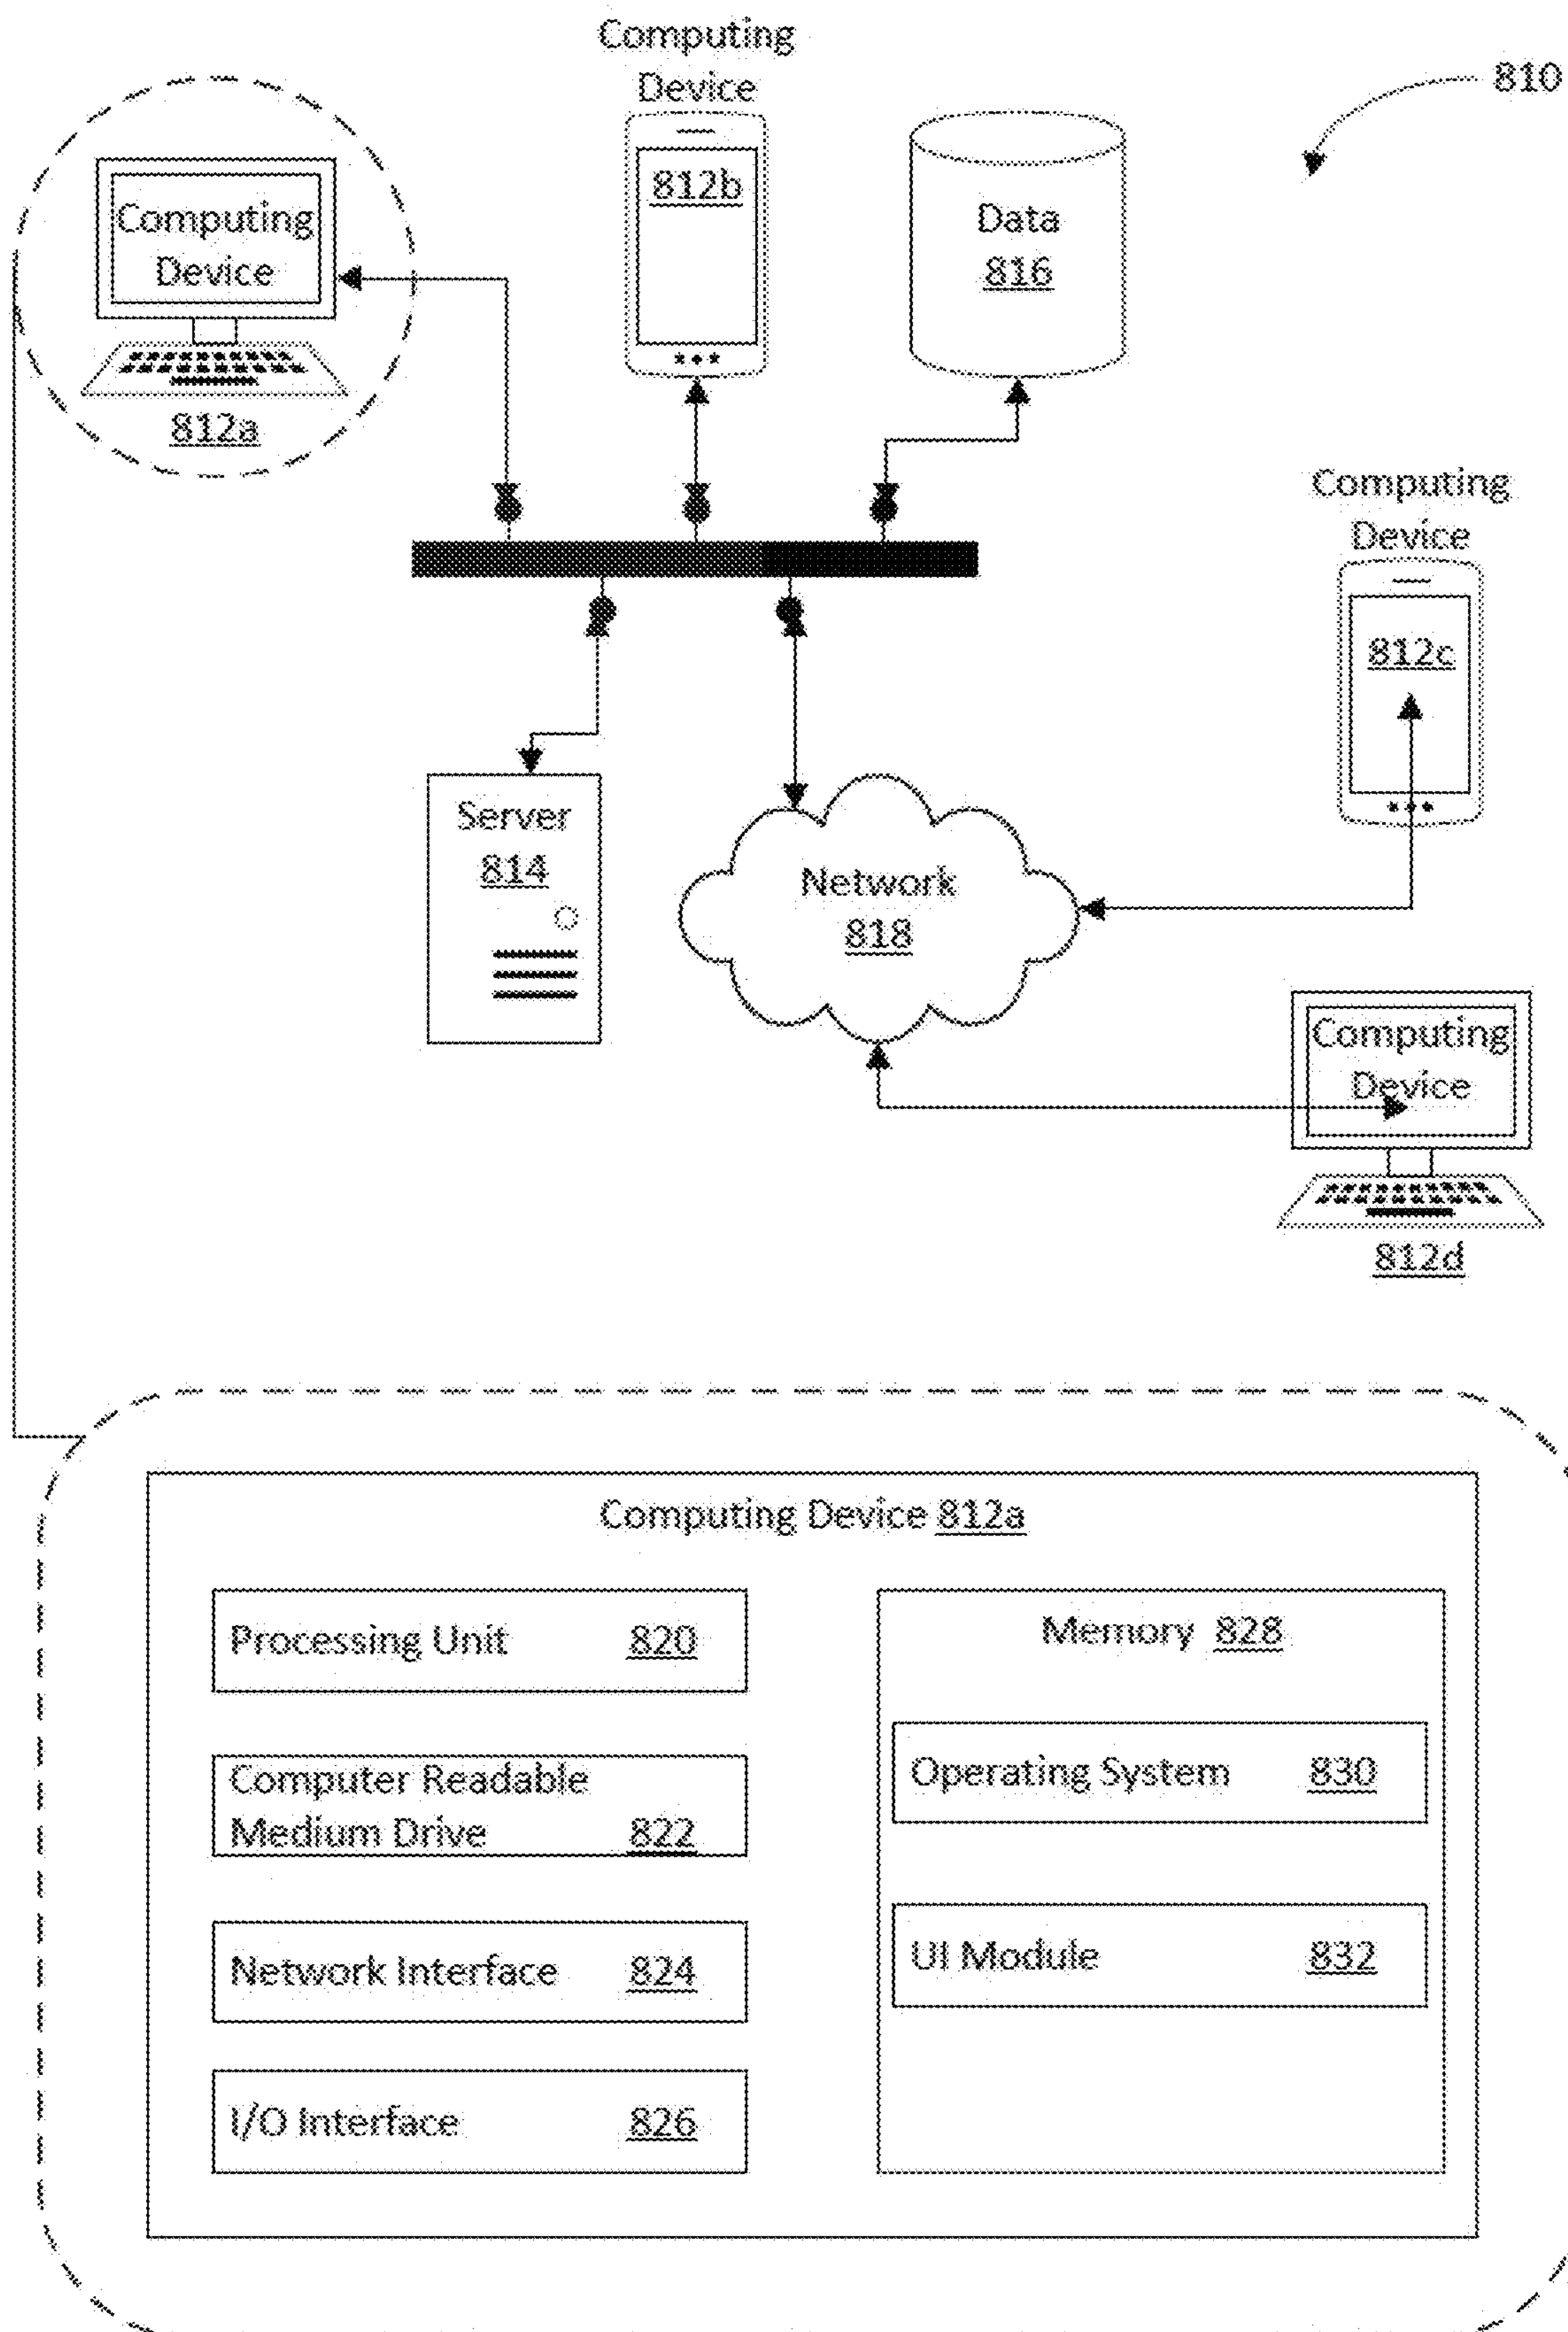 Computing
Device
812b
810
Computing
Device
812a
Data
816
Computing
Device
812c
Server
814
Network
818
Computing
Device
812d
Computing Device 812a
Processing Unit 820
Computer Readable
Medium Drive 822
Network Interface 824
I/O Interface 826
Memory 828
Operating System 830
UI Module 832